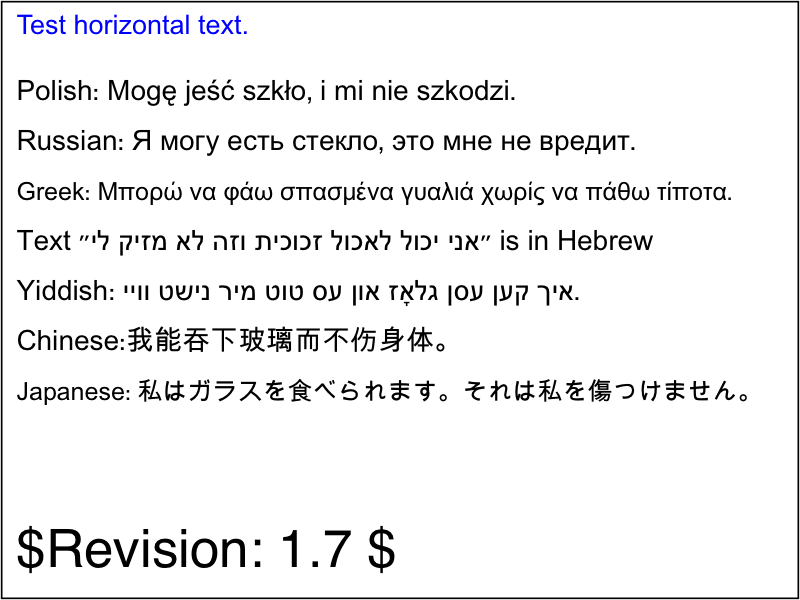 Test horizontal text.
Polish: Mogę jeść szkło, i mi nie szkodzi.
Russian: Я могу есть стекло, это мне не вредит.
Greek: Μπορώ να φάω σπασμένα γυαλιά χωρίς να πάθω τίποτα.
Text ״אני יכול לאכול זכוכית וזה לא מזיק לי״ is in Hebrew
Yiddish: איך קען עסן גלאָז און עס טוט מיר נישט וויי.
Chinese:我能吞下玻璃而不伤身体。
Japanese: 私はガラスを食べられます。それは私を傷つけません。
$Revision: 1.7 $